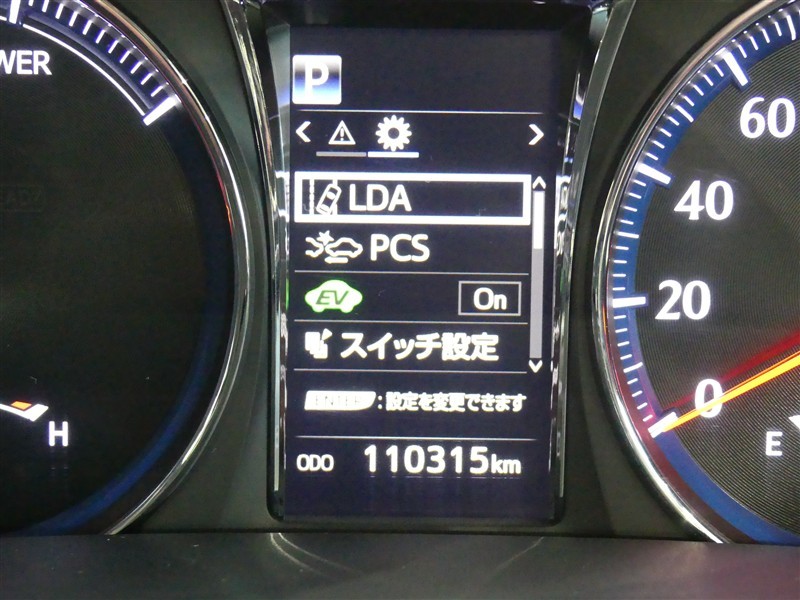 WER
P
LDA
PCS
EV On
スイッチ設定
:設定を変更できます
ODO 110315km
H
60
40
20
0
E